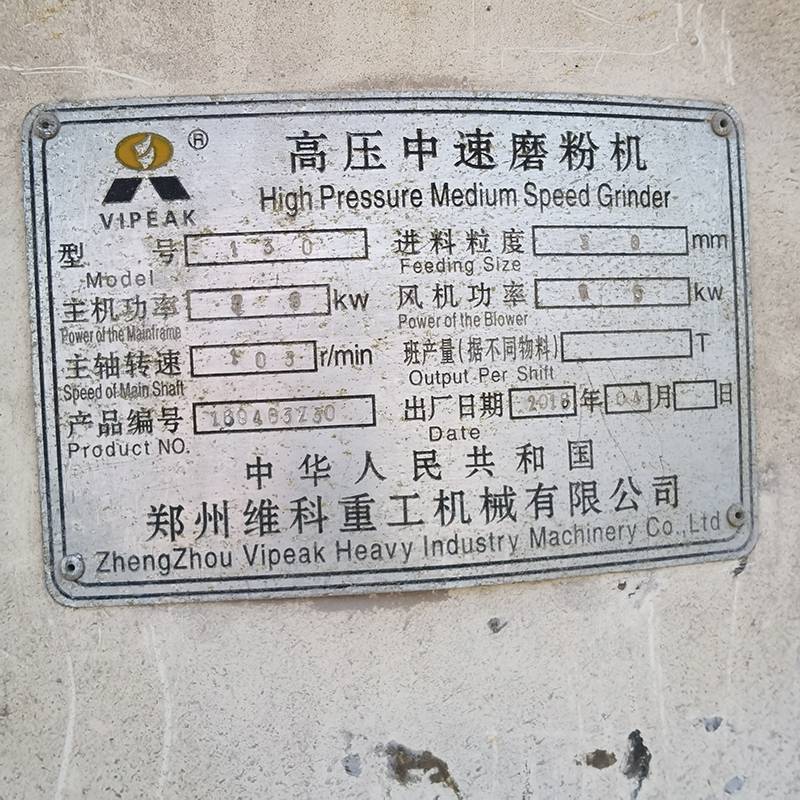 VIPEAK ®
高压中速磨粉机
High Pressure Medium Speed Grinder
型号 130
Model
进料粒度 mm
Feeding Size
主机功率 kw
Power of the Mainframe
风机功率 kw
Power of the Blower
主轴转速 103 r/min
Speed of Main Shaft
班产量(据不同物料) T
Output Per Shift
产品编号
Product NO.
出厂日期 2016 年 04 月 日
Date
中华人民共和国
郑州维科重工机械有限公司
ZhengZhou Vipeak Heavy Industry Machinery Co.,Ltd